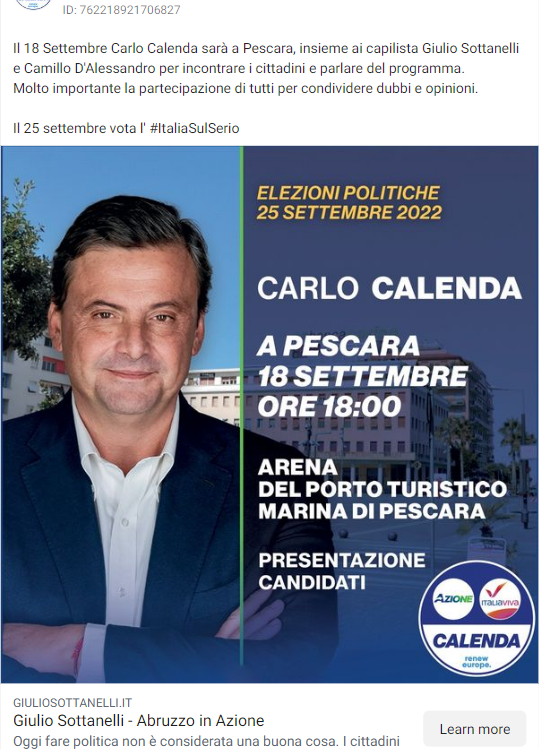 ID: 762218921706827
Il 18 Settembre Carlo Calenda sarà a Pescara, insieme ai capilista Giulio Sottanelli
e Camillo D'Alessandro per incontrare i cittadini e parlare del programma.
Molto importante la partecipazione di tutti per condividere dubbi e opinioni.
Il 25 settembre vota l' #ItaliaSulSerio
ELEZIONI POLITICHE
25 SETTEMBRE 2022
CARLO CALENDA
A PESCARA
18 SETTEMBRE
ORE 18:00
ARENA
DEL PORTO TURISTICO
MARINA DI PESCARA
PRESENTAZIONE
CANDIDATI
AZIONE
ITALIAVIVA
CALENDA
renew
europe.
GIULIOSOTTANELLI.IT
Giulio Sottanelli - Abruzzo in Azione
Oggi fare politica non è considerata una buona cosa. I cittadini
Learn more